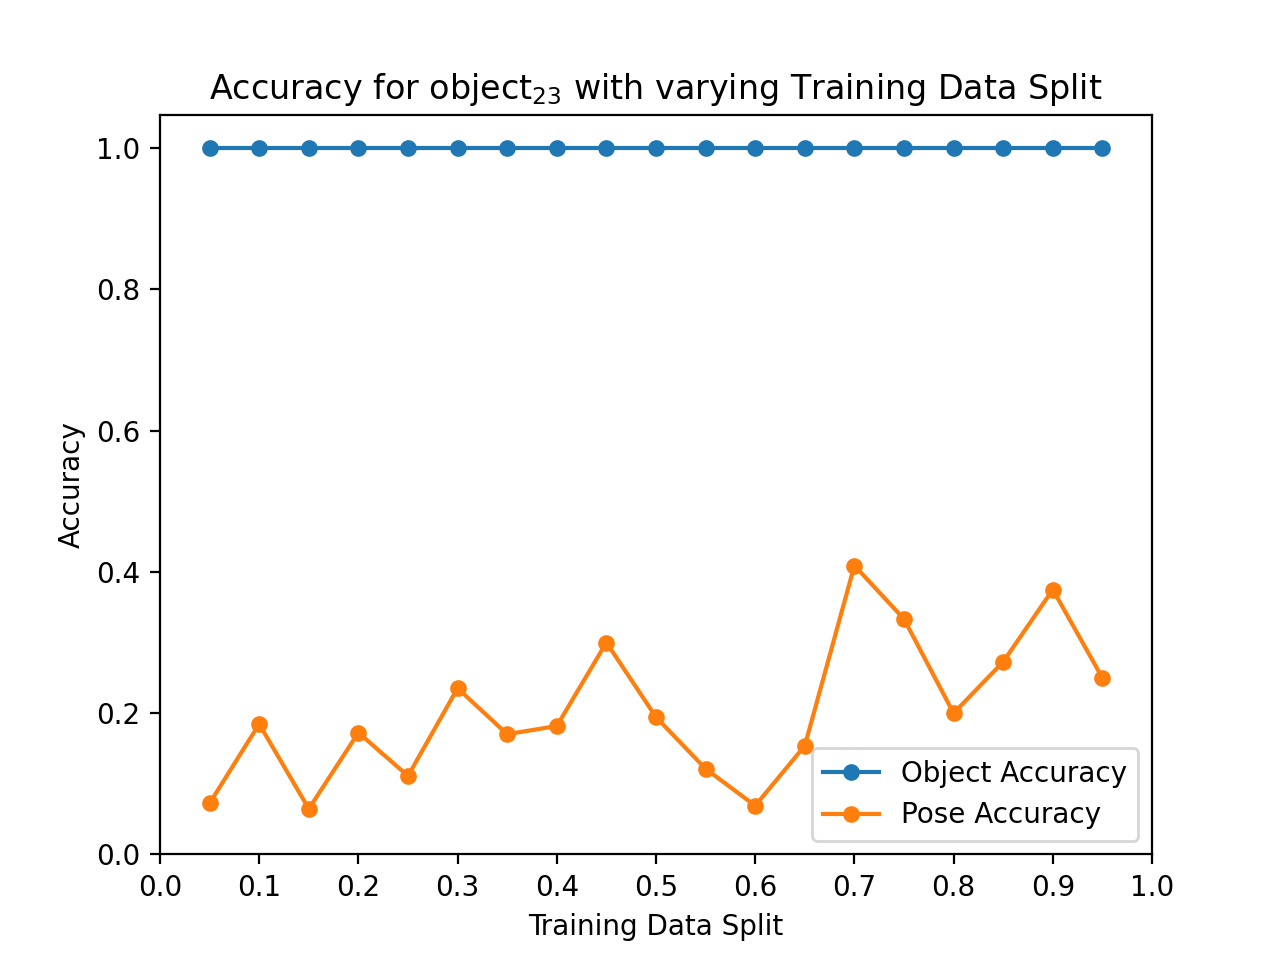 Accuracy for object₂₃ with varying Training Data Split
1.0
0.8
0.6
0.4
0.2
0.0
Accuracy
Object Accuracy
Pose Accuracy
0.0 0.1 0.2 0.3 0.4 0.5 0.6 0.7 0.8 0.9 1.0
Training Data Split